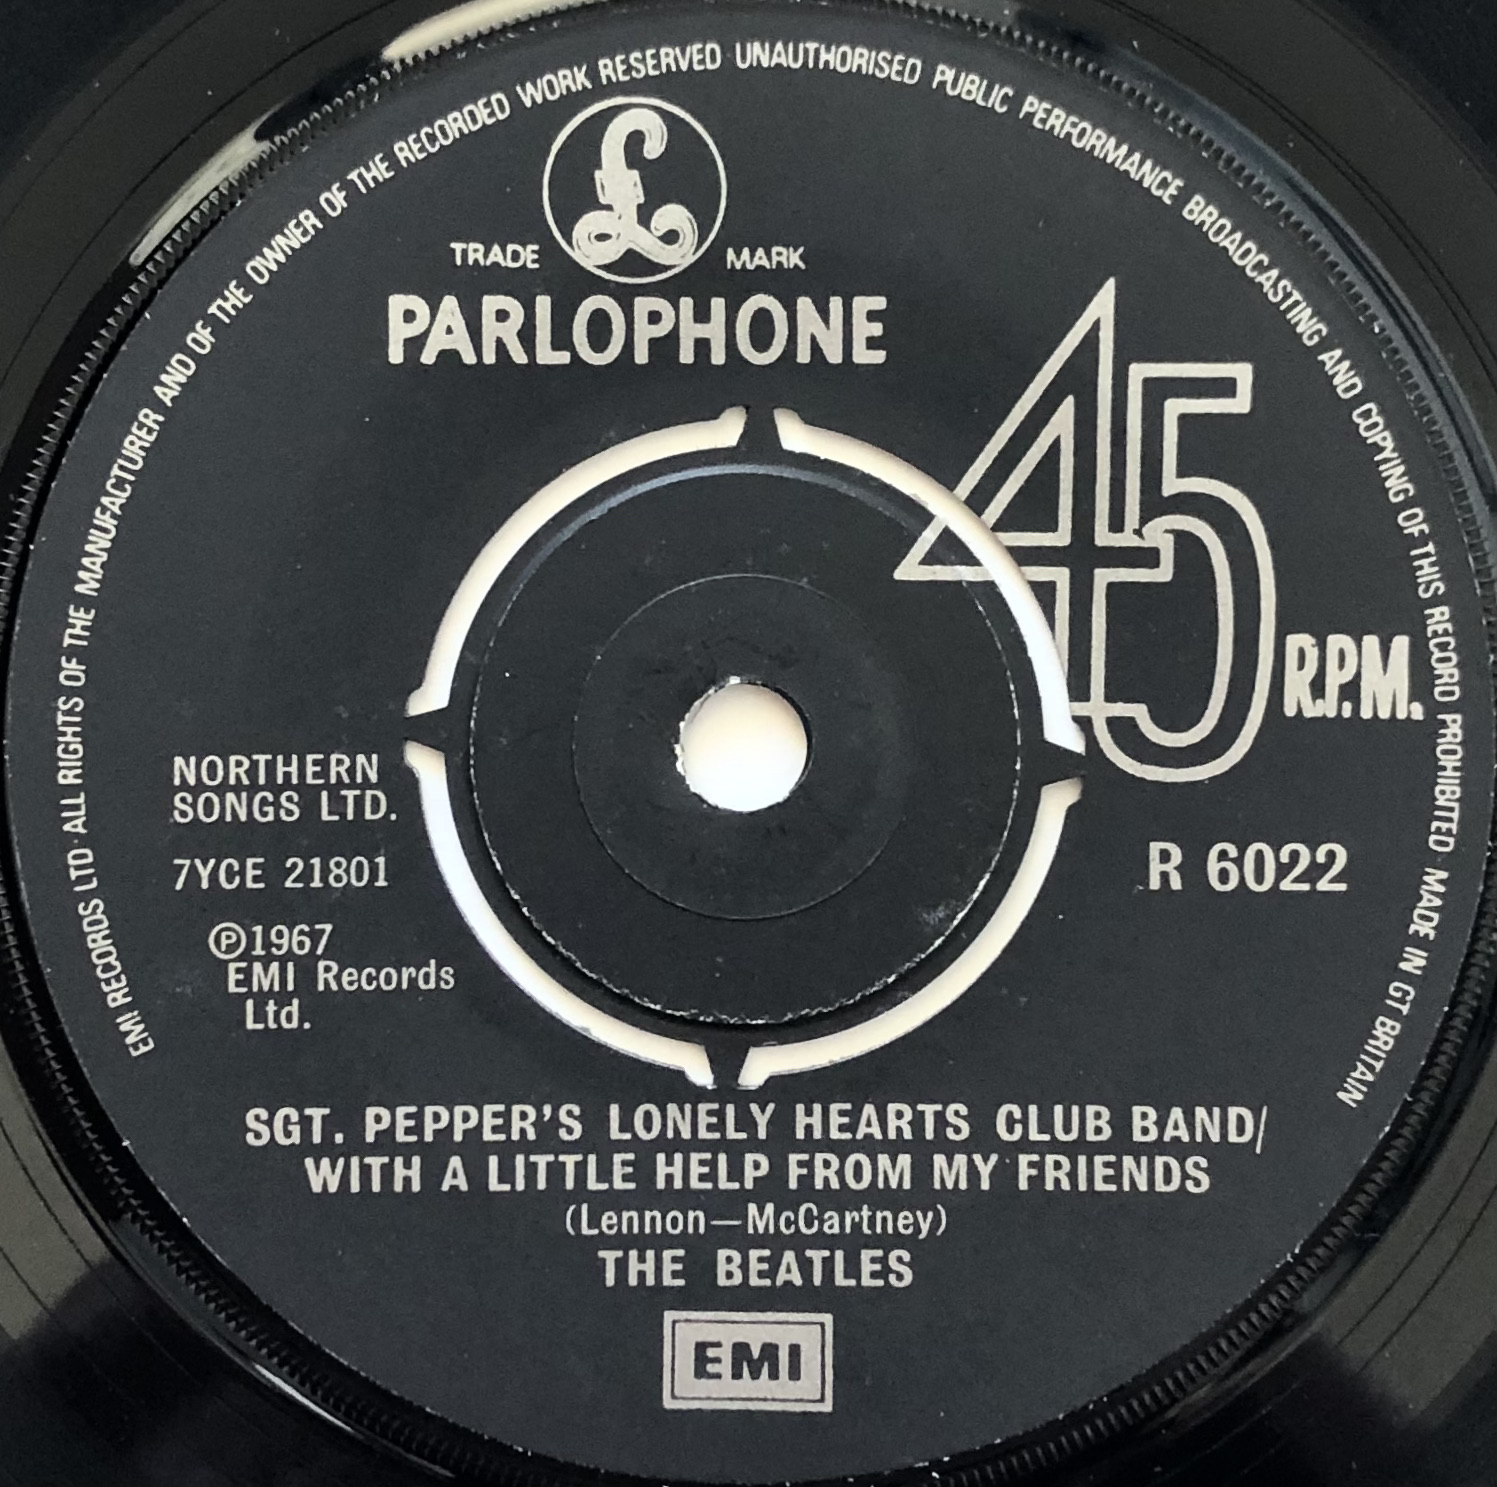 EMI RECORDS LTD· ALL RIGHTS OF THE MANUFACTURER AND OF THE OWNER OF THE RECORDED WORK RESERVED UNAUTHORISED PUBLIC PERFORMANCE BROADCASTING AND COPYING OF THIS RECORD PROHIBITED· MADE IN GT BRITAIN
£
TRADE MARK
PARLOPHONE
45
R.P.M.
NORTHERN
SONGS LTD.
7YCE 21801
R 6022
℗1967
EMI Records
Ltd.
SGT. PEPPER'S LONELY HEARTS CLUB BAND/
WITH A LITTLE HELP FROM MY FRIENDS
(Lennon—McCartney)
THE BEATLES
EMI